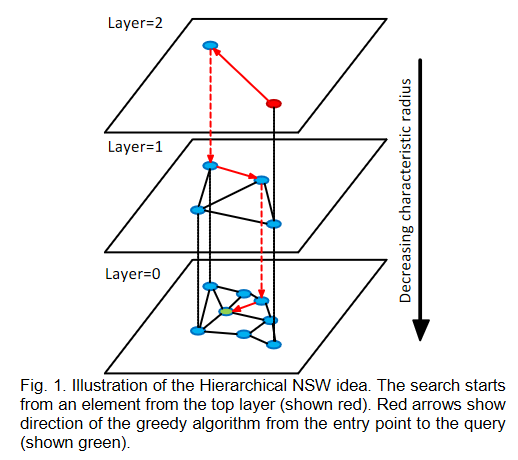 Layer=2
Layer=1
Layer=0
Decreasing characteristic radius
Fig. 1. Illustration of the Hierarchical NSW idea. The search starts
from an element from the top layer (shown red). Red arrows show
direction of the greedy algorithm from the entry point to the query
(shown green).